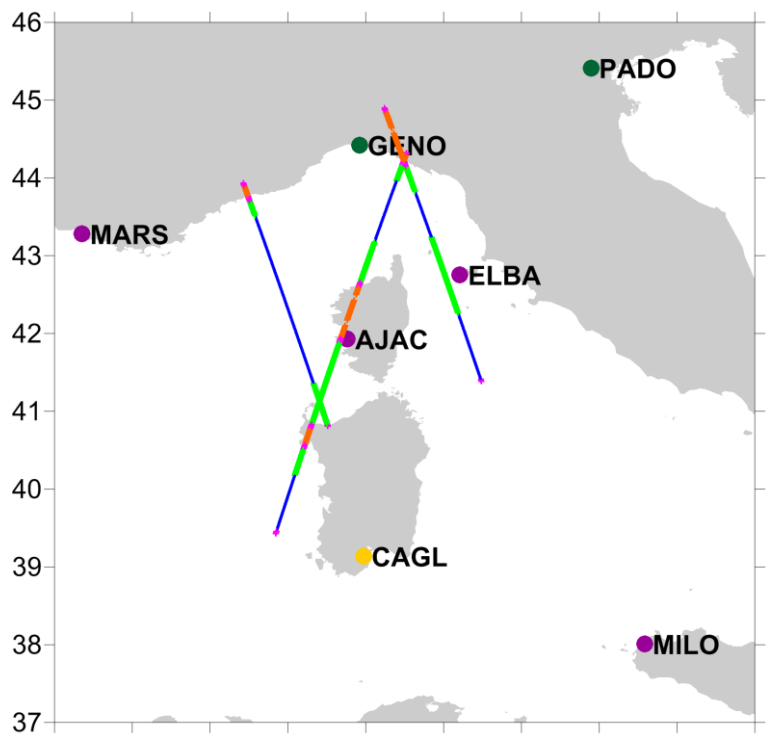 46
PADO
45
GENO
44
MARS
43
ELBA
42
AJAC
41
40
39
CAGL
38
MILO
37